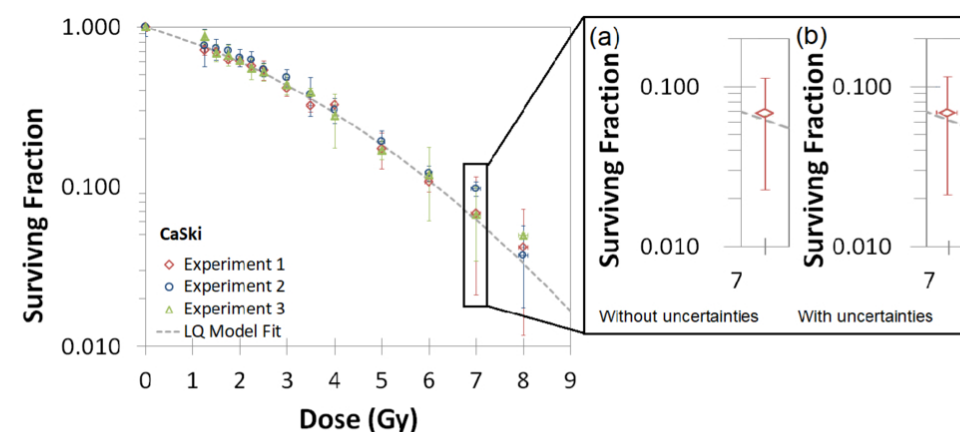 1.000
0.100
0.010
Survivng Fraction
CaSki
Experiment 1
Experiment 2
Experiment 3
LQ Model Fit
0 1 2 3 4 5 6 7 8 9
Dose (Gy)
(a)
Survivng Fraction
0.100
0.010
7
Without uncertainties
(b)
Survivng Fraction
0.100
0.010
7
With uncertainties